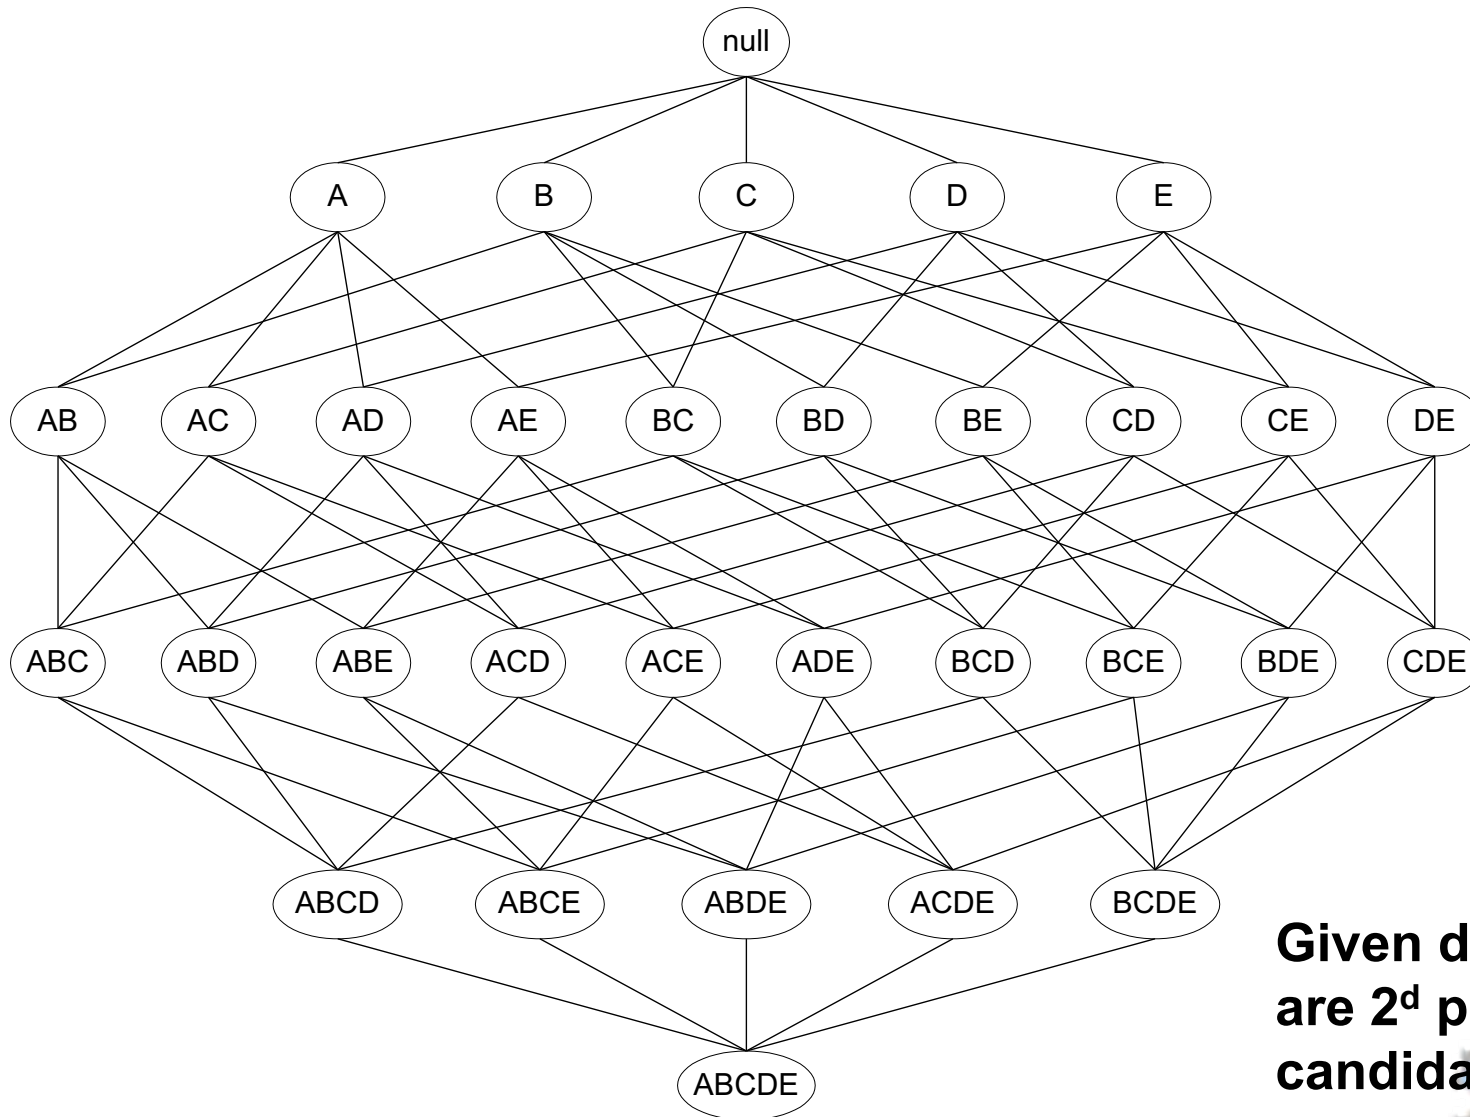 null
A B C D E
AB AC AD AE BC BD BE CD CE DE
ABC ABD ABE ACD ACE ADE BCD BCE BDE CDE
ABCD ABCE ABDE ACDE BCDE
ABCDE
Given d
are 2ᵈ